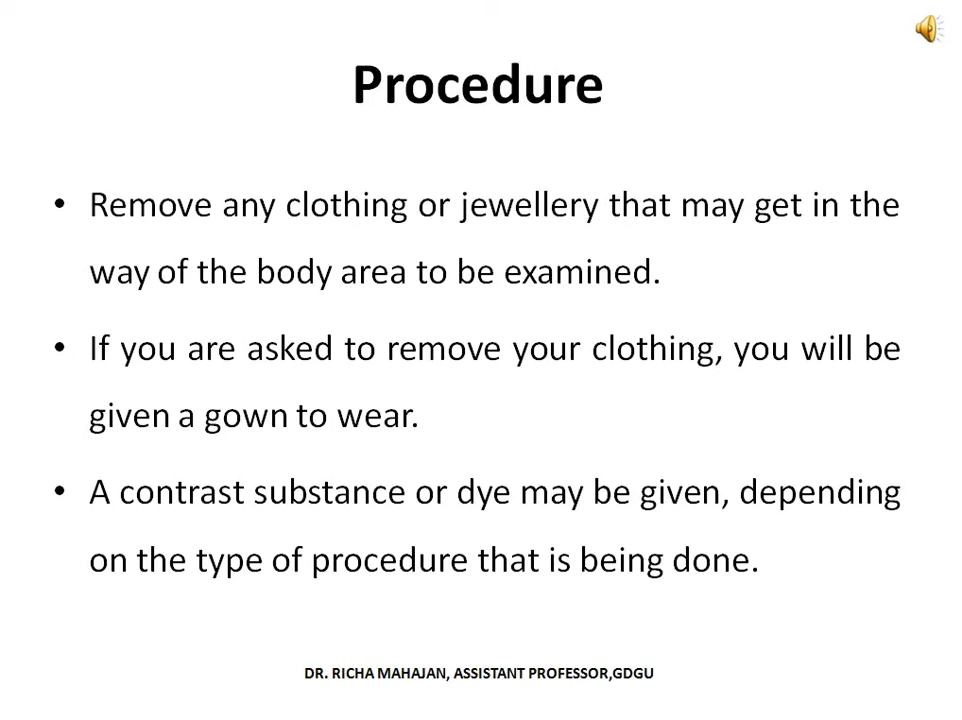 Procedure
• Remove any clothing or jewellery that may get in the
way of the body area to be examined.
• If you are asked to remove your clothing, you will be
given a gown to wear.
• A contrast substance or dye may be given, depending
on the type of procedure that is being done.
DR. RICHA MAHAJAN, ASSISTANT PROFESSOR,GDGU